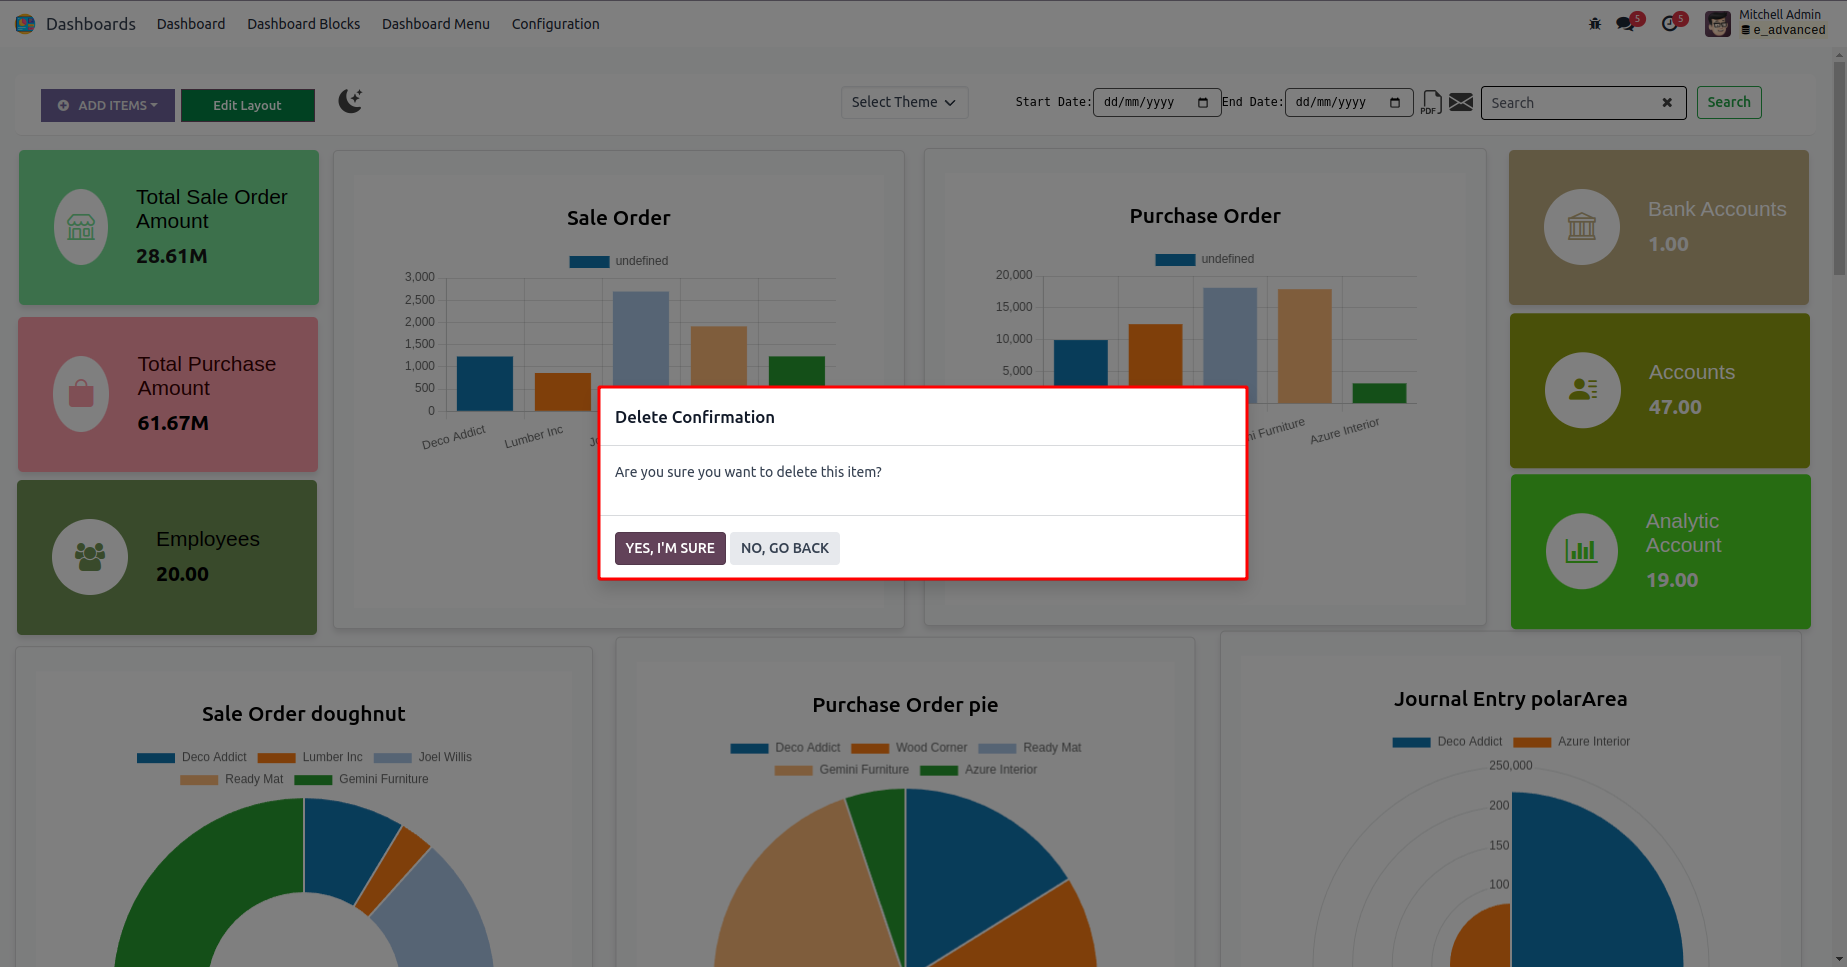 Dashboards Dashboard Dashboard Blocks Dashboard Menu Configuration 5 5 Mitchell Admin
e_advanced
ADD ITEMS Edit Layout Select Theme Start Date: dd/mm/yyyy End Date: dd/mm/yyyy PDF Search Search
Total Sale Order
Amount
28.61M
Total Purchase
Amount
61.67M
Employees
20.00
Sale Order
undefined
3,000
2,500
2,000
1,500
1,000
500
0
Deco Addict Lumber Inc
Purchase Order
undefined
20,000
15,000
10,000
5,000
Furniture Azure Interior
Bank Accounts
1.00
Accounts
47.00
Analytic
Account
19.00
Delete Confirmation
Are you sure you want to delete this item?
YES, I'M SURE NO, GO BACK
Sale Order doughnut
Deco Addict Lumber Inc Joel Willis
Ready Mat Gemini Furniture
Purchase Order pie
Deco Addict Wood Corner Ready Mat
Gemini Furniture Azure Interior
Journal Entry polarArea
Deco Addict Azure Interior
250,000
200
150
100